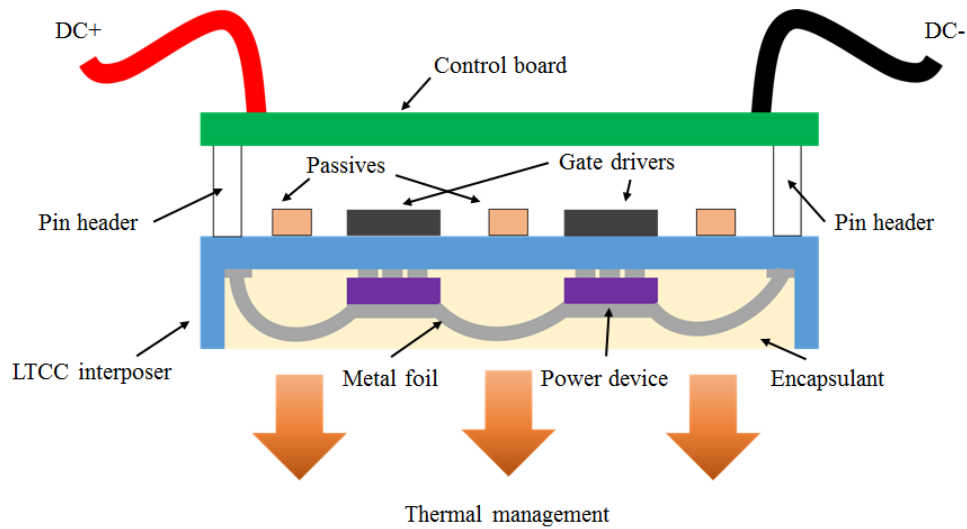 DC+
DC-
Control board
Passives
Gate drivers
Pin header
Pin header
LTCC interposer
Metal foil
Power device
Encapsulant
Thermal management